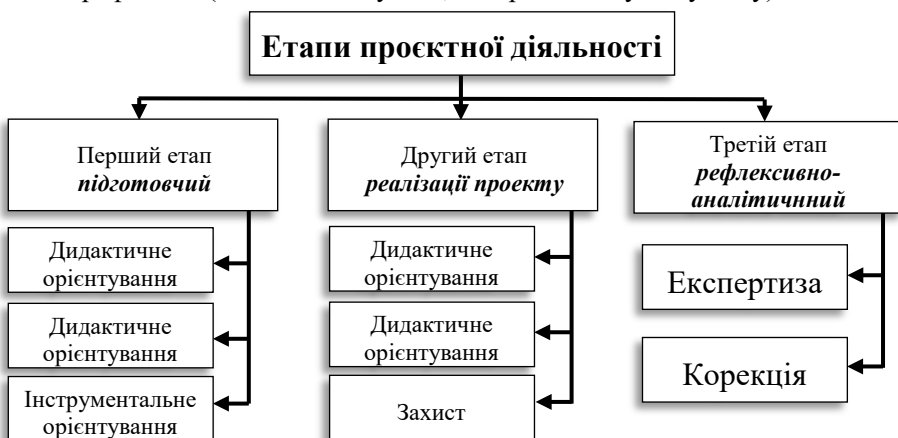 Етапи проєктної діяльності
Перший етап
підготовчий
Другий етап
реалізації проекту
Третій етап
рефлексивно-
аналітичнний
Дидактичне
орієнтування
Дидактичне
орієнтування
Інструментальне
орієнтування
Дидактичне
орієнтування
Дидактичне
орієнтування
Захист
Експертиза
Корекція